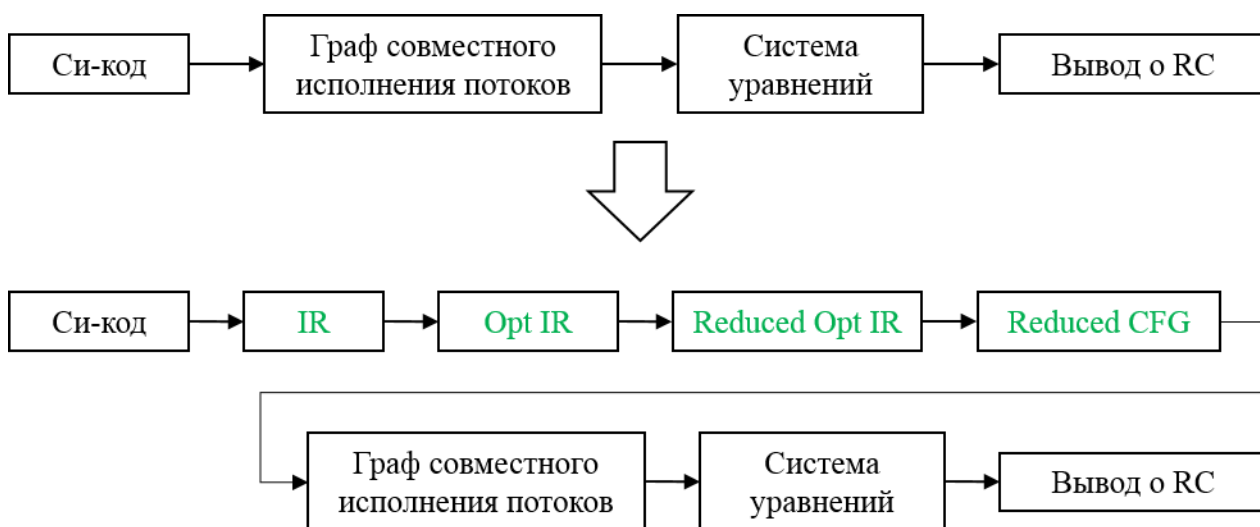 Си-код
Граф совместного
исполнения потоков
Система
уравнений
Вывод о RC
Си-код
IR
Opt IR
Reduced Opt IR
Reduced CFG
Граф совместного
исполнения потоков
Система
уравнений
Вывод о RC